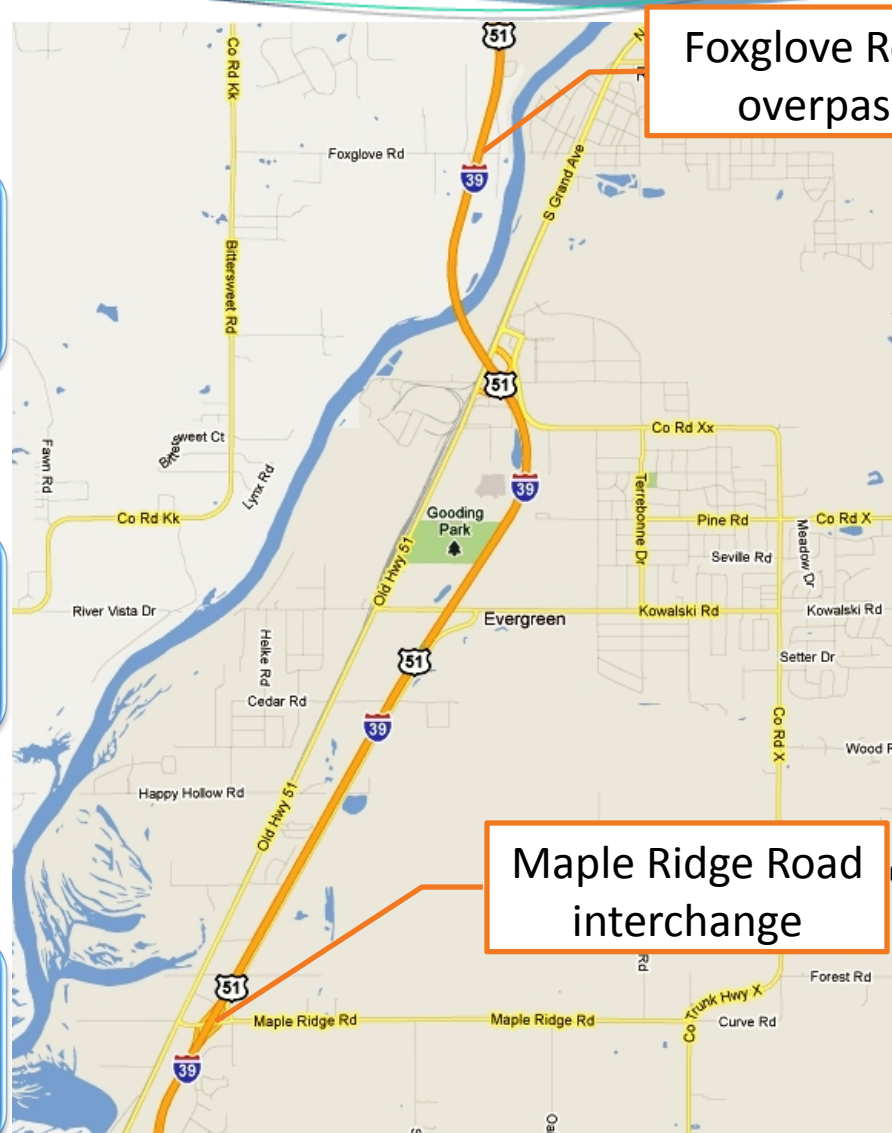 51
Foxglove R
overpas
Co Rd Kk
Foxglove Rd
39
S Grand Ave
Bittersweet Rd
51
Co Rd Xx
Bittersweet Ct
Fawn Rd
Lynx Rd
39
Terrebonne Dr
Co Rd Kk
Gooding
Park
Pine Rd
Co Rd X
Meadow Dr
Seville Rd
Old Hwy 51
River Vista Dr
Evergreen
Kowalski Rd
Kowalski Rd
Helke Rd
51
Setter Dr
Cedar Rd
39
Co Rd X
Wood R
Happy Hollow Rd
Old Hwy 51
Maple Ridge Road
interchange
Rd
Forest Rd
51
Co Trunk Hwy X
Maple Ridge Rd
Maple Ridge Rd
Curve Rd
39